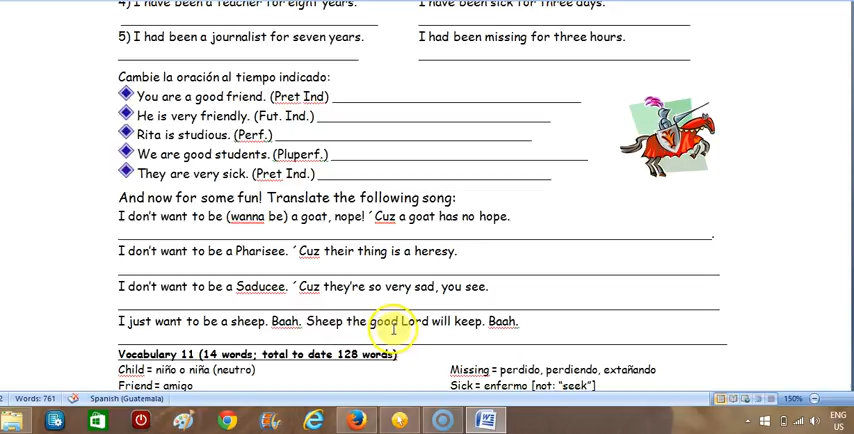 4) I have been a teacher for eight years. I have been sick for three days.
5) I had been a journalist for seven years. I had been missing for three hours.
Cambie la oración al tiempo indicado:
You are a good friend. (Pret Ind)
He is very friendly. (Fut. Ind.)
Rita is studious. (Perf.)
We are good students. (Pluperf.)
They are very sick. (Pret Ind.)
And now for some fun! Translate the following song:
I don't want to be (wanna be) a goat, nope! ´Cuz a goat has no hope.
.
I don't want to be a Pharisee. ´Cuz their thing is a heresy.
I don't want to be a Saducee. ´Cuz they're so very sad, you see.
I just want to be a sheep. Baah. Sheep the good Lord will keep. Baah.
Vocabulary 11 (14 words; total to date 128 words)
Child = niño o niña (neutro) Missing = perdido, perdiendo, extañando
Friend = amigo Sick = enfermo [not: "seek"]
2 Words: 761 Spanish (Guatemala) 150%
ENG
US